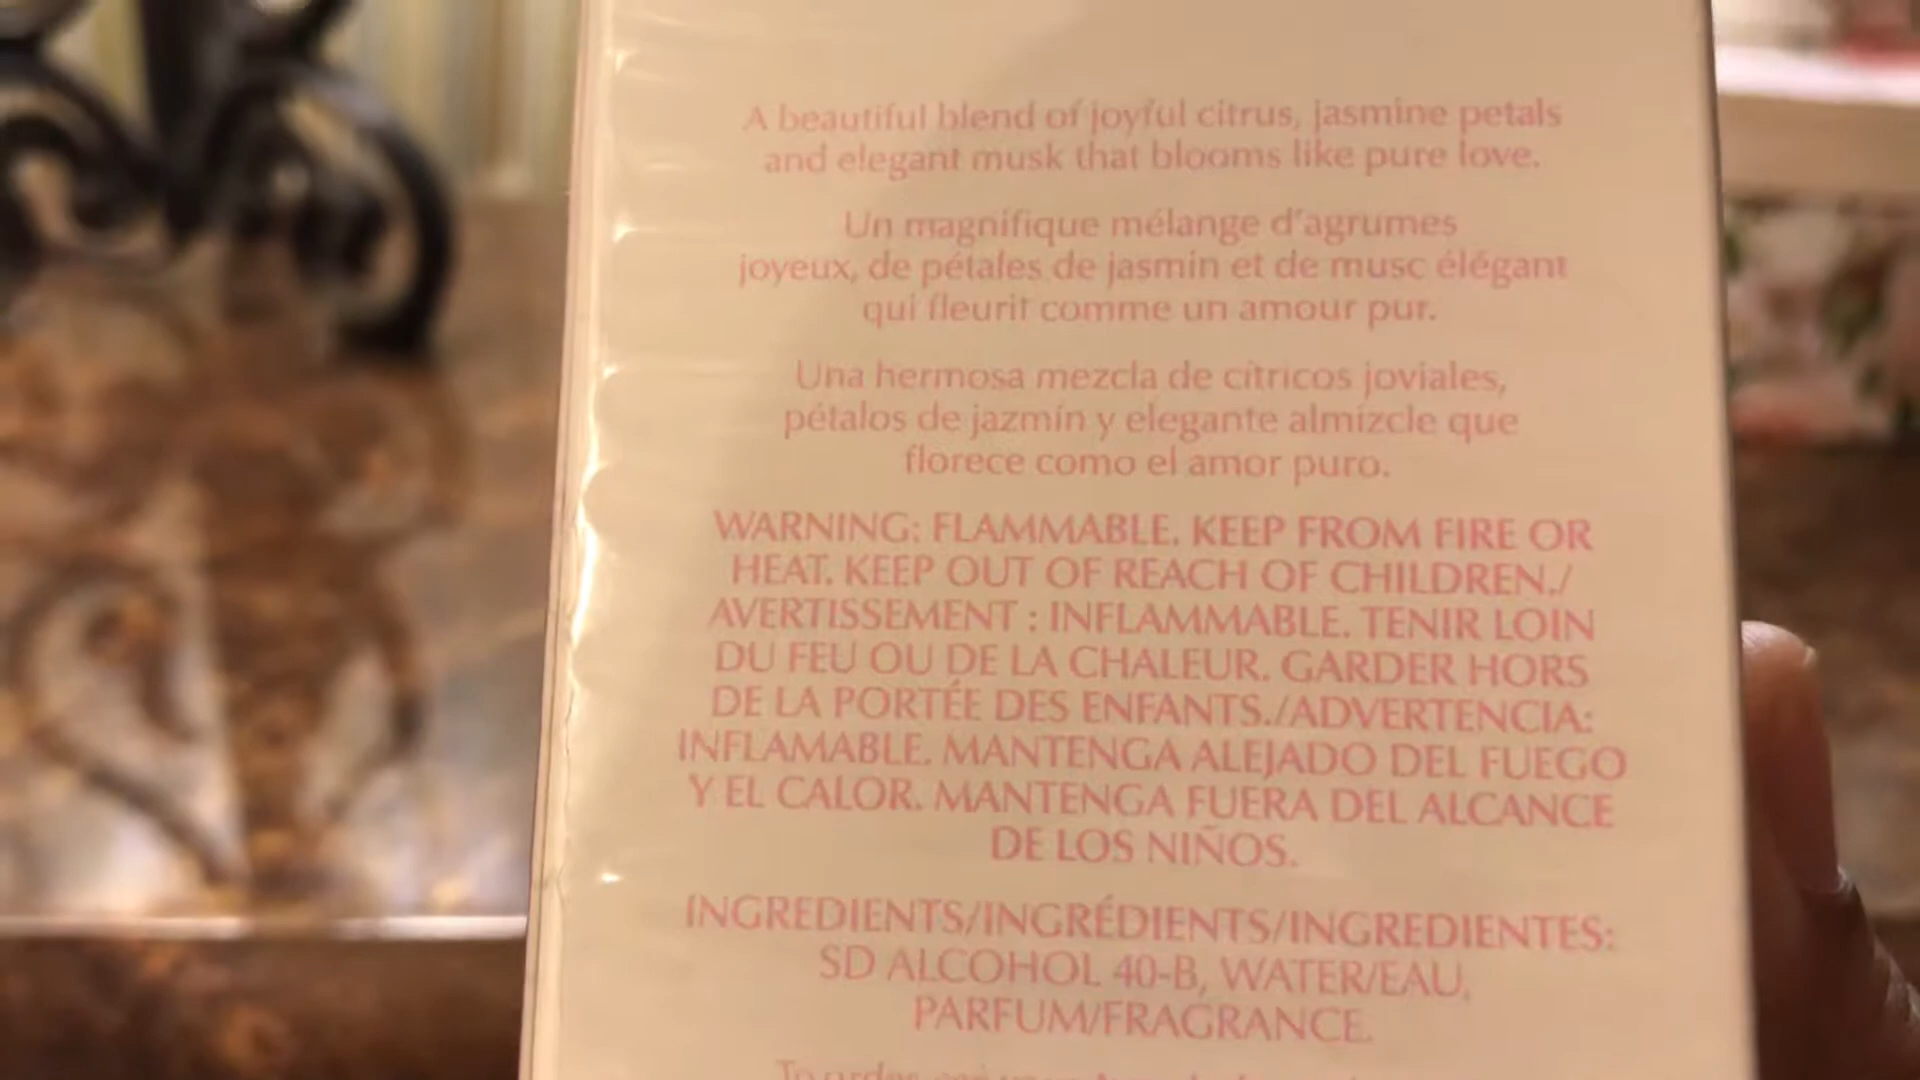 A beautiful blend of joyful citrus, jasmine petals
and elegant musk that blooms like pure love.
Un magnifique mélange d'agrumes
joyeux, de pétales de jasmin et de musc élégant
qui fleurit comme un amour pur.
Una hermosa mezcla de cítricos joviales,
pétalos de jazmín y elegante almizcle que
florece como el amor puro.
WARNING: FLAMMABLE. KEEP FROM FIRE OR
HEAT. KEEP OUT OF REACH OF CHILDREN./
AVERTISSEMENT : INFLAMMABLE. TENIR LOIN
DU FEU OU DE LA CHALEUR. GARDER HORS
DE LA PORTÉE DES ENFANTS./ADVERTENCIA:
INFLAMABLE. MANTENGA ALEJADO DEL FUEGO
Y EL CALOR. MANTENGA FUERA DEL ALCANCE
DE LOS NIÑOS.
INGREDIENTS/INGRÉDIENTS/INGREDIENTES:
SD ALCOHOL 40-B, WATER/EAU,
PARFUM/FRAGRANCE.
To